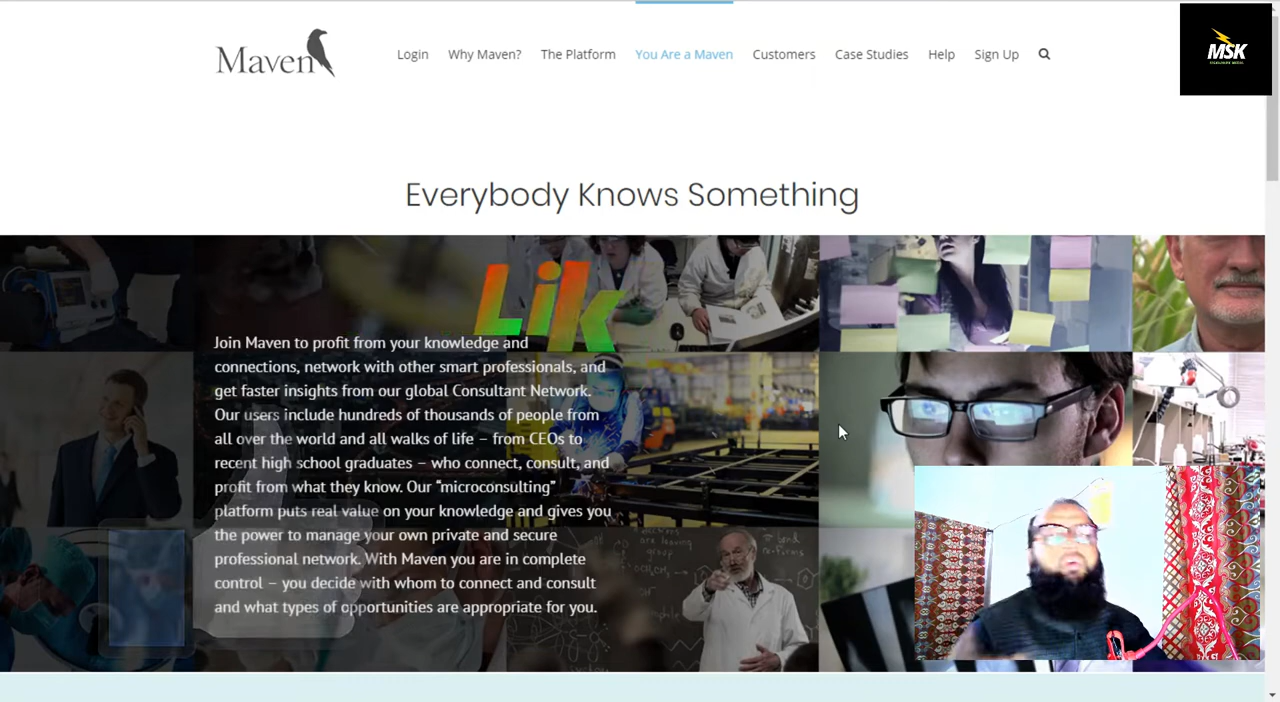 Maven
Login Why Maven? The Platform You Are a Maven Customers Case Studies Help Sign Up
MSK
Everybody Knows Something
Lik
Join Maven to profit from your knowledge and
connections, network with other smart professionals, and
get faster insights from our global Consultant Network.
Our users include hundreds of thousands of people from
all over the world and all walks of life – from CEOs to
recent high school graduates – who connect, consult, and
profit from what they know. Our “microconsulting”
platform puts real value on your knowledge and gives you
the power to manage your own private and secure
professional network. With Maven you are in complete
control – you decide with whom to connect and consult
and what types of opportunities are appropriate for you.